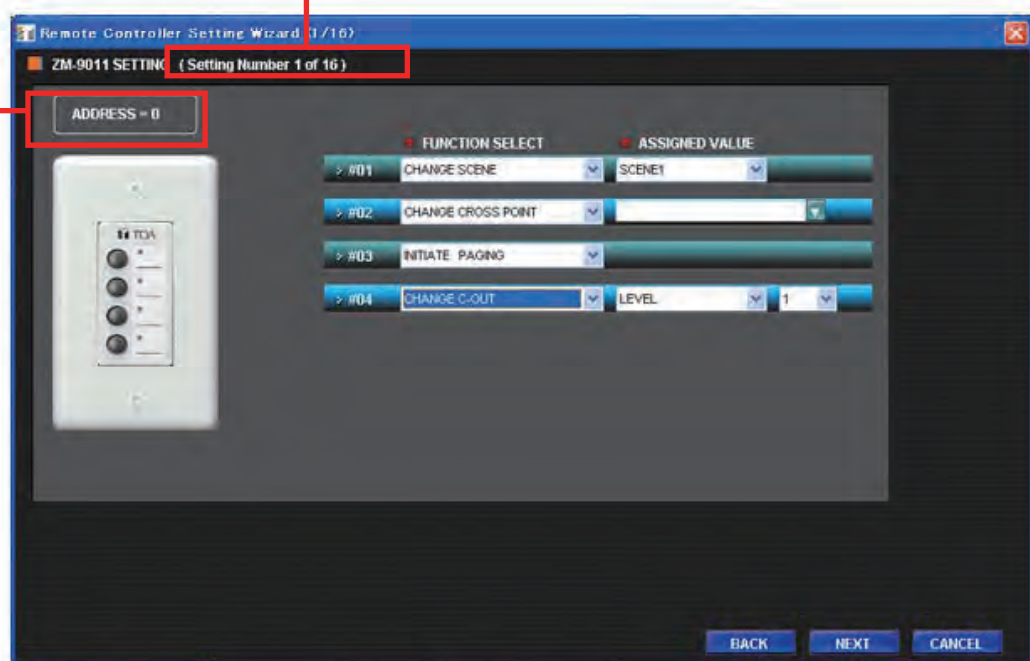 Remote Controller Setting Wizard (1/16)
ZM-9011 SETTING ( Setting Number 1 of 16 )
ADDRESS = 0
FUNCTION SELECT ASSIGNED VALUE
> #01 CHANGE SCENE SCENE1
> #02 CHANGE CROSS POINT
> #03 INITIATE PAGING
> #04 CHANGE C-OUT LEVEL 1
TOA
BACK NEXT CANCEL